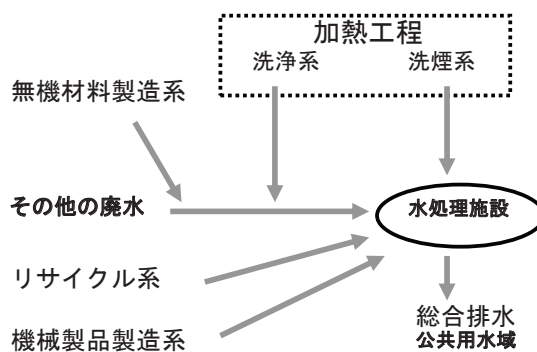 加熱工程
洗浄系 洗煙系
無機材料製造系
その他の廃水
水処理施設
リサイクル系
機械製品製造系
総合排水
公共用水域